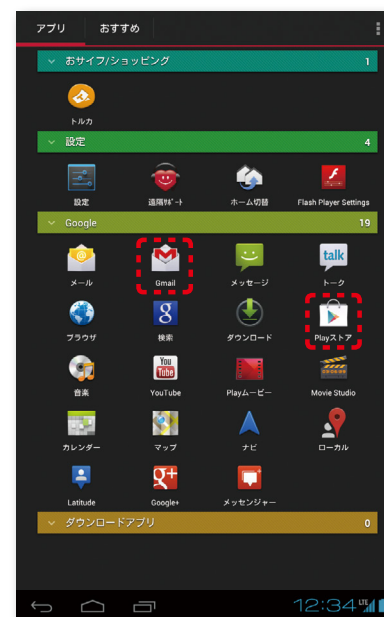 アプリ おすすめ
おサイフ/ショッピング 1
トルカ
設定 4
設定 遠隔ｻﾎﾟｰﾄ ホーム切替 Flash Player Settings
Google 19
talk
メール Gmail メッセージ トーク
8
ブラウザ 検索 ダウンロード Playストア
You
Tube
音楽 YouTube Playムービー Movie Studio
カレンダー マップ ナビ ローカル
g+
Latitude Google+ メッセンジャー
ダウンロードアプリ 0
12:34 LTE